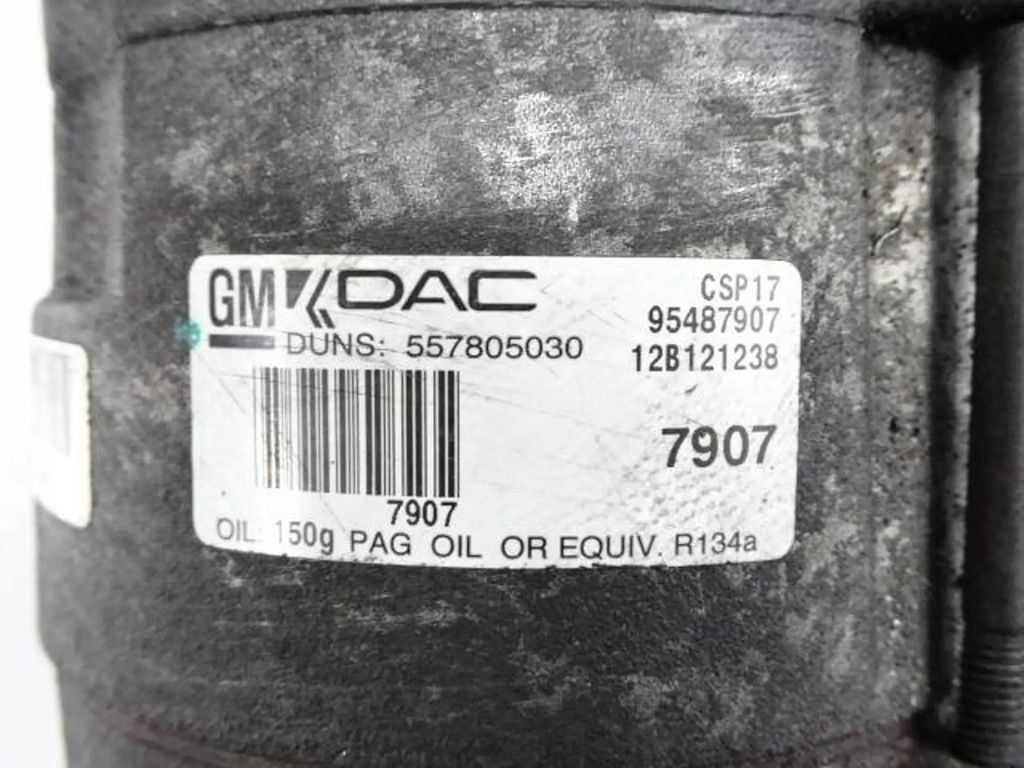 GM DAC CSP17
95487907
DUNS: 557805030 12B121238
7907
7907
OIL: 150g PAG OIL OR EQUIV. R134a